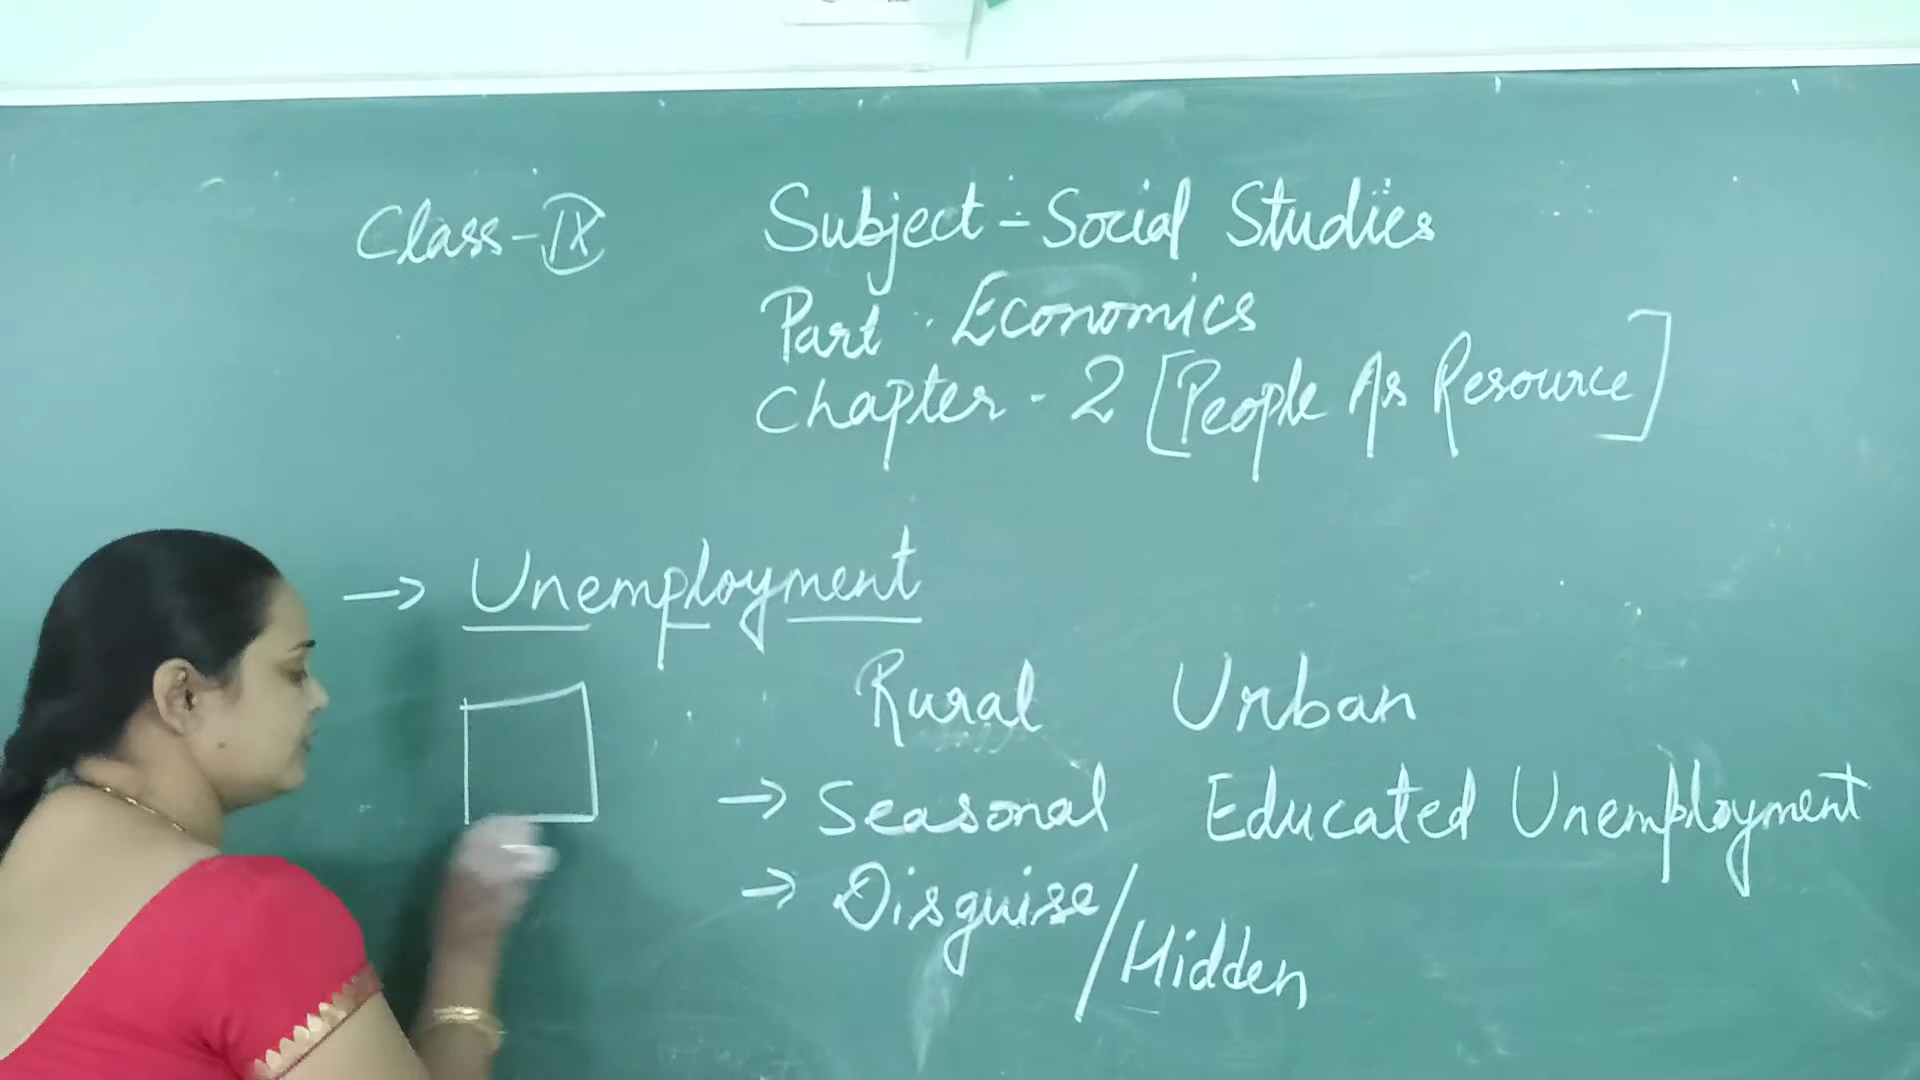 Class-IX Subject-Social Studies
Part . Economics
Chapter - 2 [People As Resource]
→ Unemployment
Rural Urban
→ Seasonal Educated Unemployment
→ Disguise/Hidden